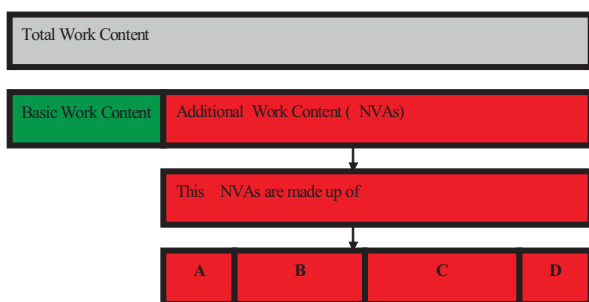 Total Work Content
Basic Work Content
Additional Work Content ( NVAs)
This NVAs are made up of
A B C D